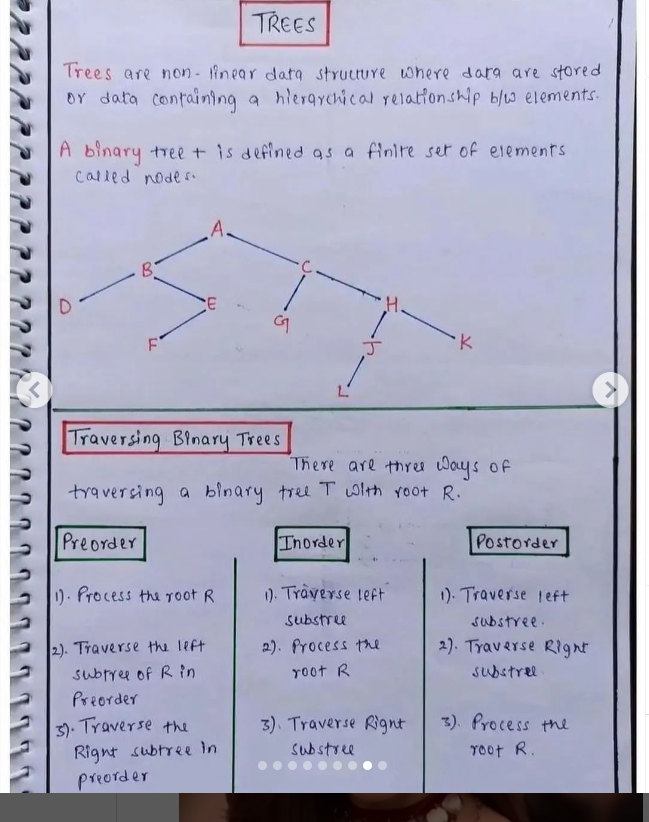 TREES
Trees are non-linear data structure where data are stored
or data containing a hierarchical relationship b/w elements.
A binary tree t is defined as a finite set of elements
called nodes.
A
B
C
D
E
H
G
F
J
K
L
Traversing Binary Trees
There are three ways of
traversing a binary tree T with root R.
Preorder
1). Process the root R
2). Traverse the left
subtree of R in
Preorder
3). Traverse the
Right subtree in
preorder
Inorder
1). Traverse left
substree
2). Process the
root R
3). Traverse Right
substree
Postorder
1). Traverse left
substree.
2). Traverse Right
substree
3). Process the
root R.